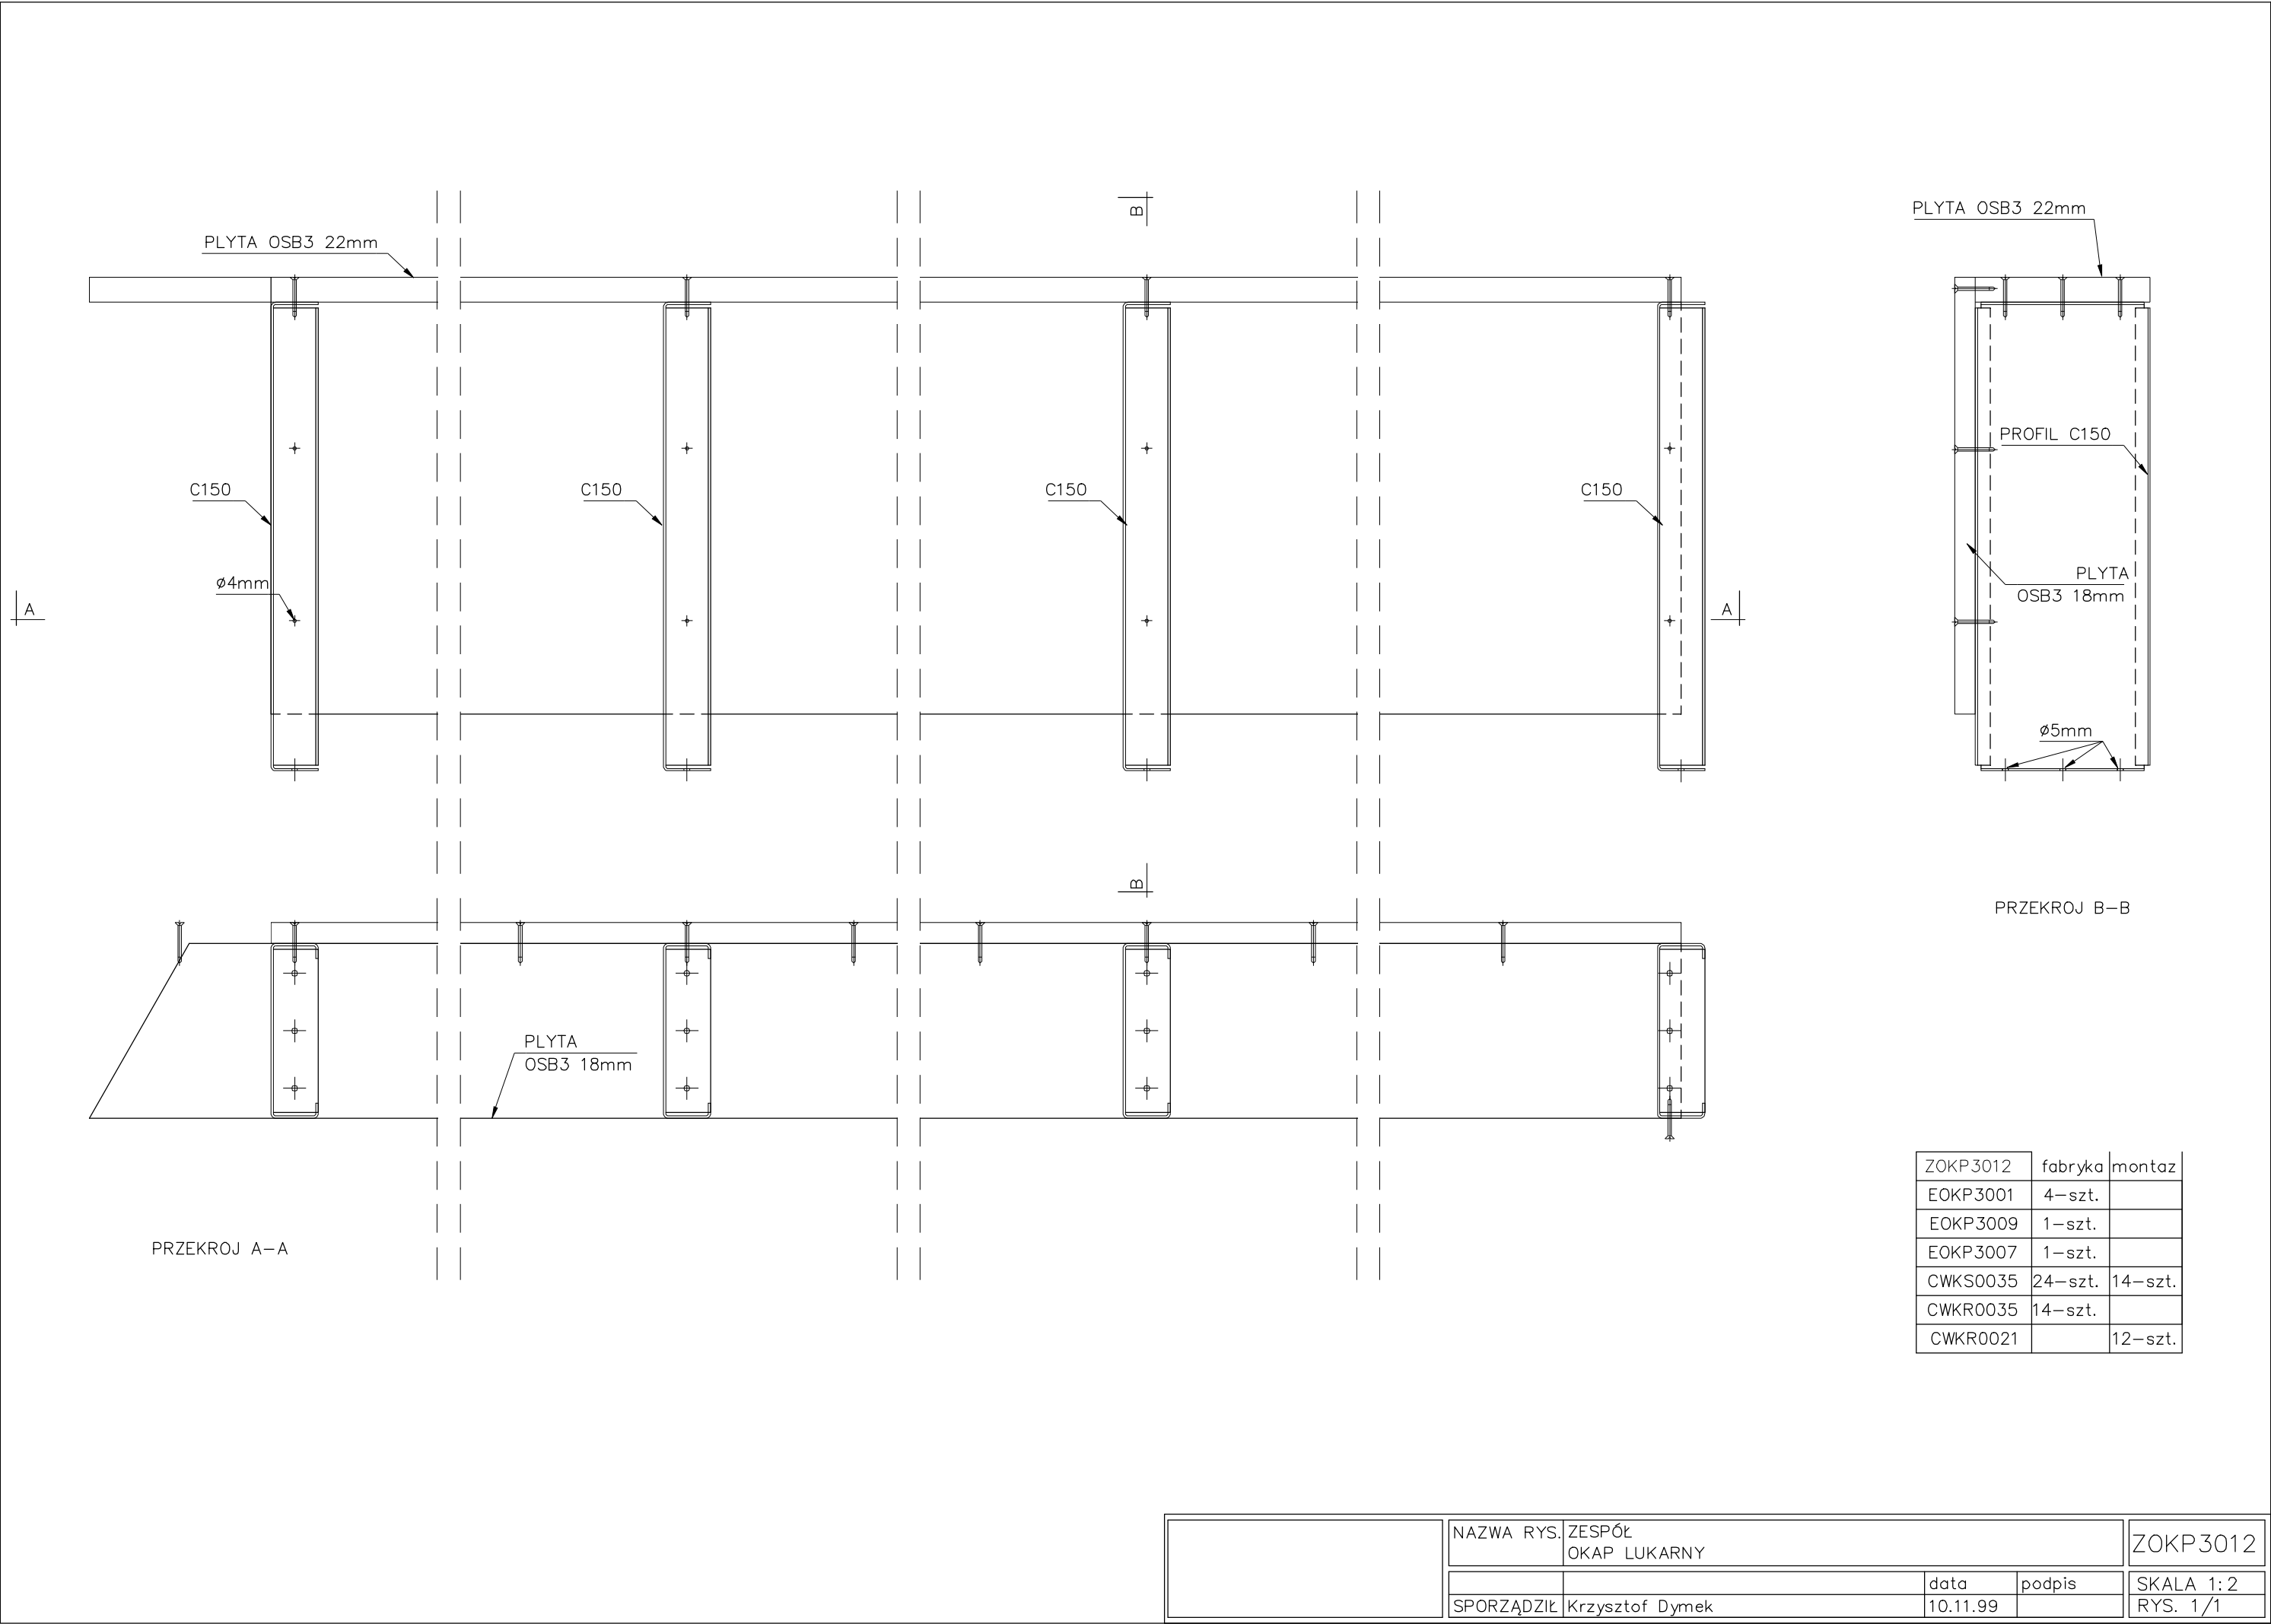 B
PLYTA OSB3 22mm
PLYTA OSB3 22mm
PROFIL C150
C150
C150
C150
C150
ø4mm
PLYTA
OSB3 18mm
A
A
ø5mm
B
PRZEKROJ B-B
PLYTA
OSB3 18mm
PRZEKROJ A-A
ZOKP3012 fabryka montaz
EOKP3001 4-szt.
EOKP3009 1-szt.
EOKP3007 1-szt.
CWKS0035 24-szt. 14-szt.
CWKR0035 14-szt.
CWKR0021 12-szt.
NAZWA RYS. ZESPÓŁ
OKAP LUKARNY
ZOKP3012
data podpis SKALA 1:2
SPORZĄDZIŁ Krzysztof Dymek 10.11.99 RYS. 1/1